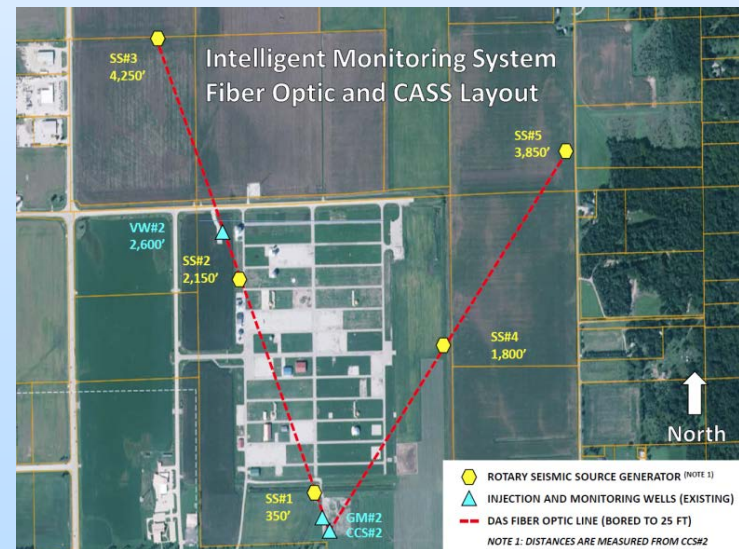 Intelligent Monitoring System
Fiber Optic and CASS Layout
SS#3
4,250'
SS#5
3,850'
VW#2
2,600'
SS#2
2,150'
SS#4
1,800'
North
SS#1
350'
GM#2
CCS#2
ROTARY SEISMIC SOURCE GENERATOR (NOTE 1)
INJECTION AND MONITORING WELLS (EXISTING)
DAS FIBER OPTIC LINE (BORED TO 25 FT)
NOTE 1: DISTANCES ARE MEASURED FROM CCS#2